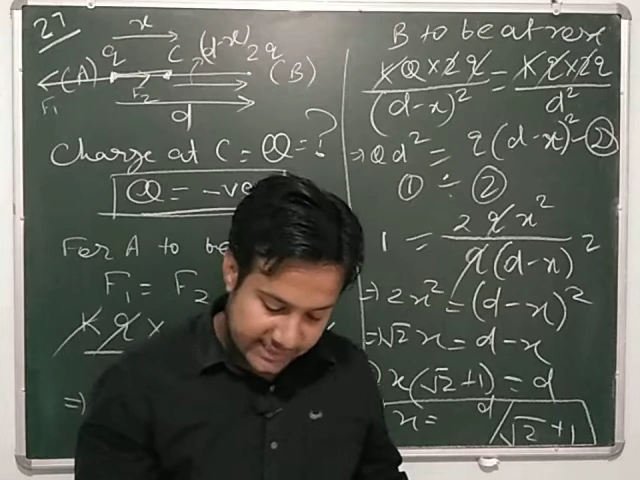 27
x
q C (d-x) 2q
(A) (B)
F₁ F₂
d
Charge at C = Q = ?
Q = -ve
For A to be
F₁ = F₂
K q x
⇒
B to be at rest
KQ×2q/(d-x)² = Kq×2q/d²
⇒ Qd² = q(d-x)² - ②
① ÷ ②
1 = 2qx²/q(d-x)²
⇒ 2x² = (d-x)²
⇒ √2x = d-x
x(√2+1) = d
x = d/√2+1